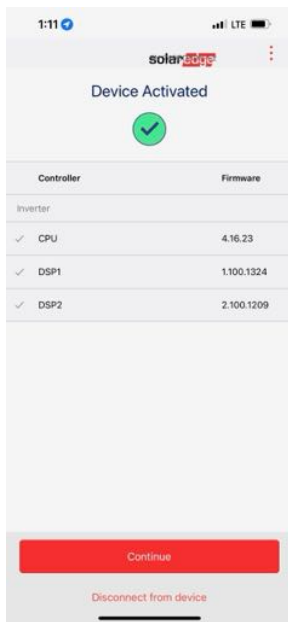 1:11 LTE
solaredge
Device Activated
Controller Firmware
Inverter
CPU 4.16.23
DSP1 1.100.1324
DSP2 2.100.1209
Continue
Disconnect from device